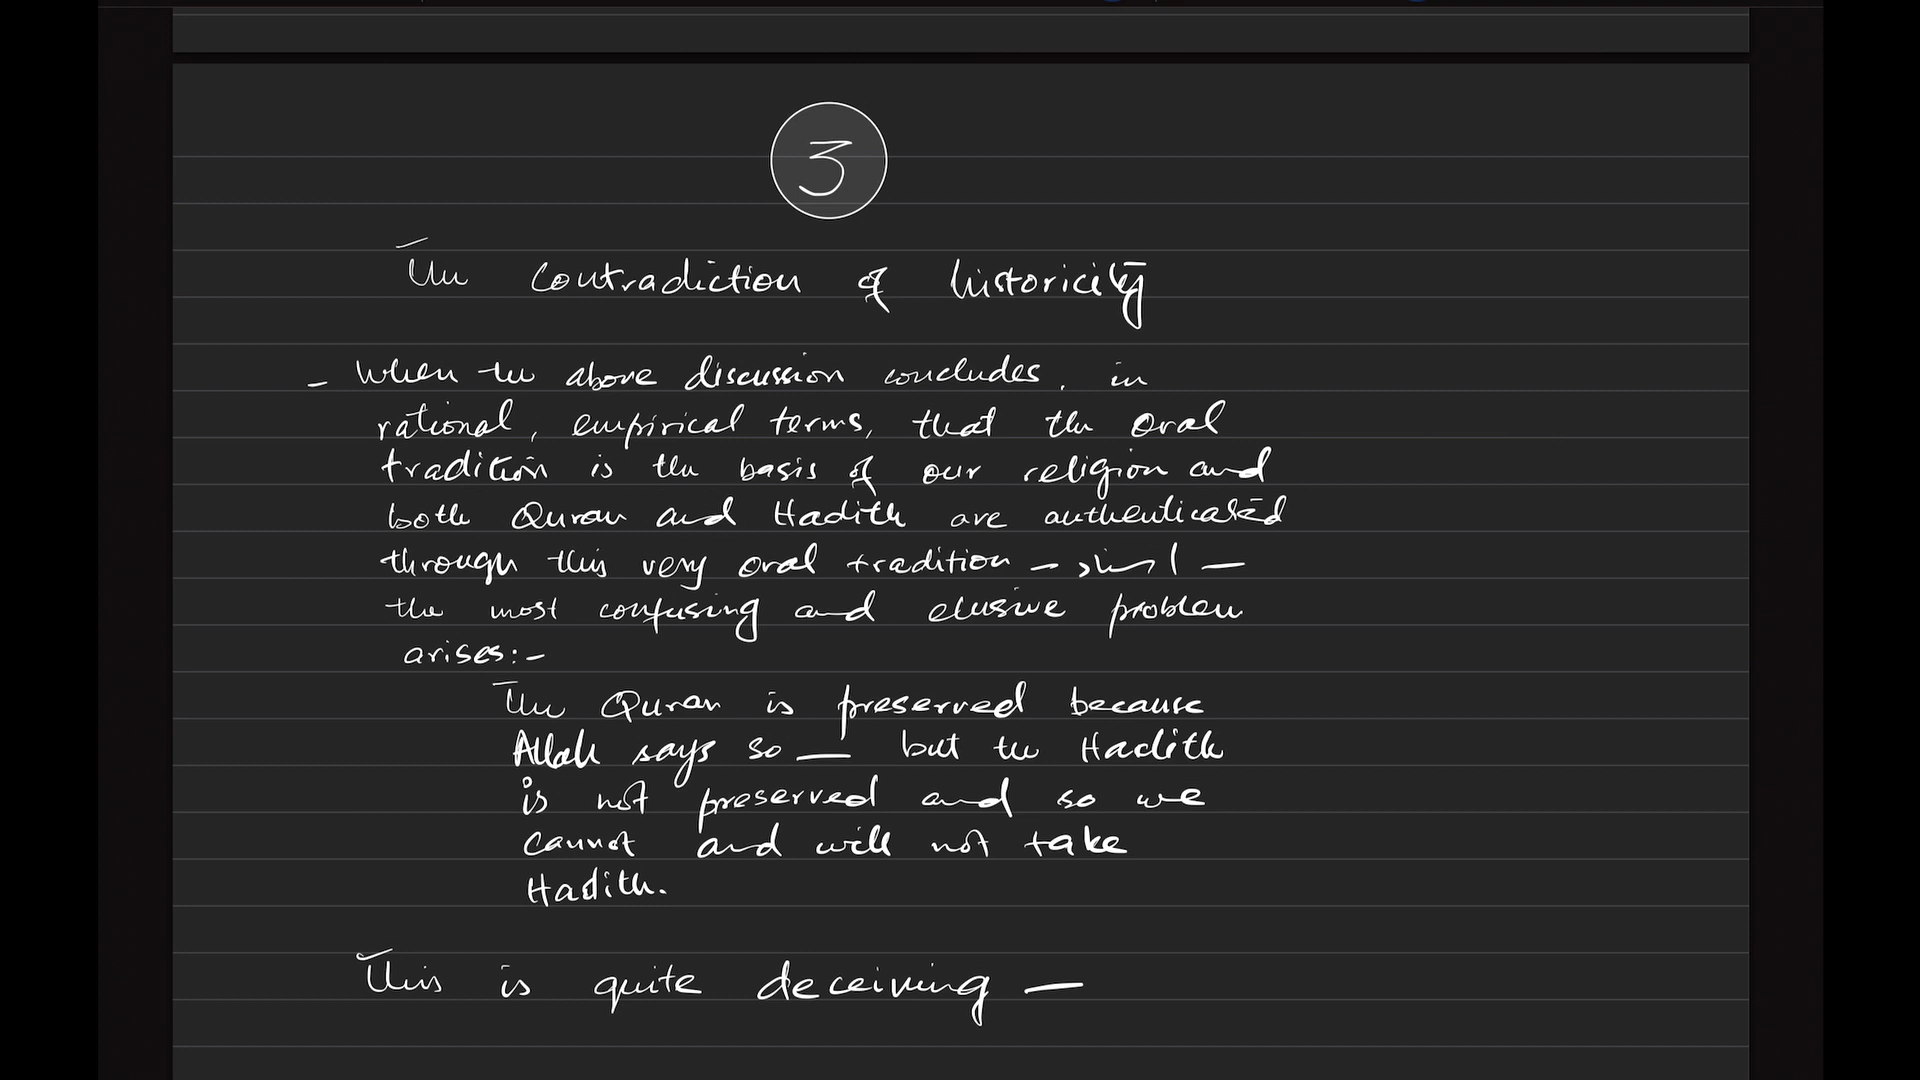 3
The contradiction of historicity
- When the above discussion concludes, in
rational, empirical terms, that the oral
tradition is the basis of our religion and
both Quran and Hadith are authenticated
through this very oral tradition - —
the most confusing and elusive problem
arises:-
The Quran is preserved because
Allah says so — but the Hadith
is not preserved and so we
cannot and will not take
Hadith.
This is quite deceiving —